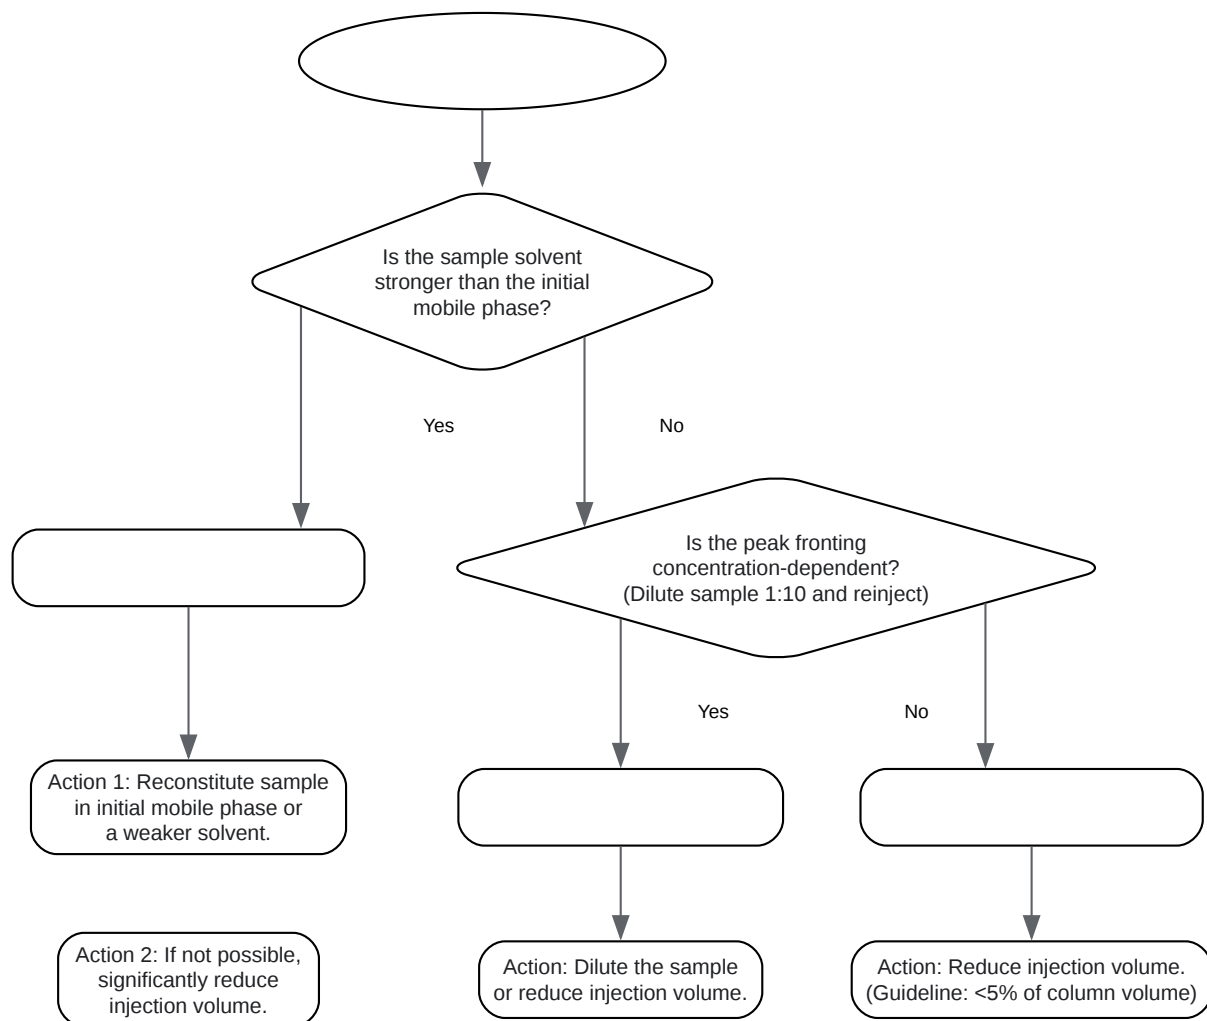 Is the sample solvent
stronger than the initial
mobile phase?
Yes
No
Is the peak fronting
concentration-dependent?
(Dilute sample 1:10 and reinject)
Yes
No
Action 1: Reconstitute sample
in initial mobile phase or
a weaker solvent.
Action 2: If not possible,
significantly reduce
injection volume.
Action: Dilute the sample
or reduce injection volume.
Action: Reduce injection volume.
(Guideline: <5% of column volume)